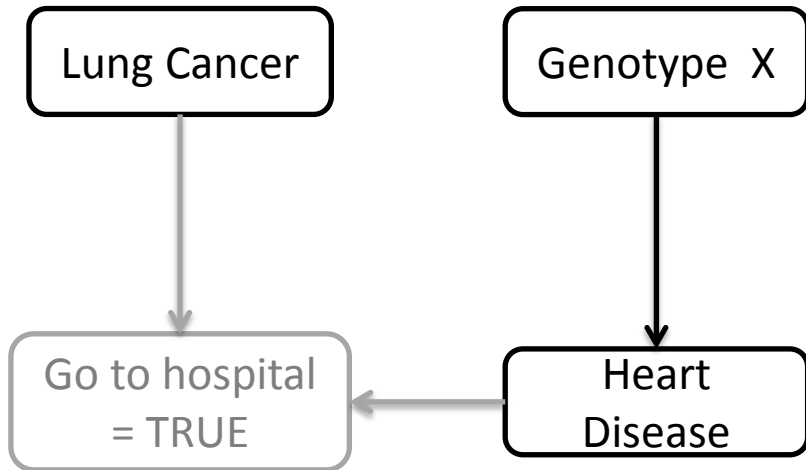 Lung Cancer
Genotype X
Go to hospital
= TRUE
Heart
Disease